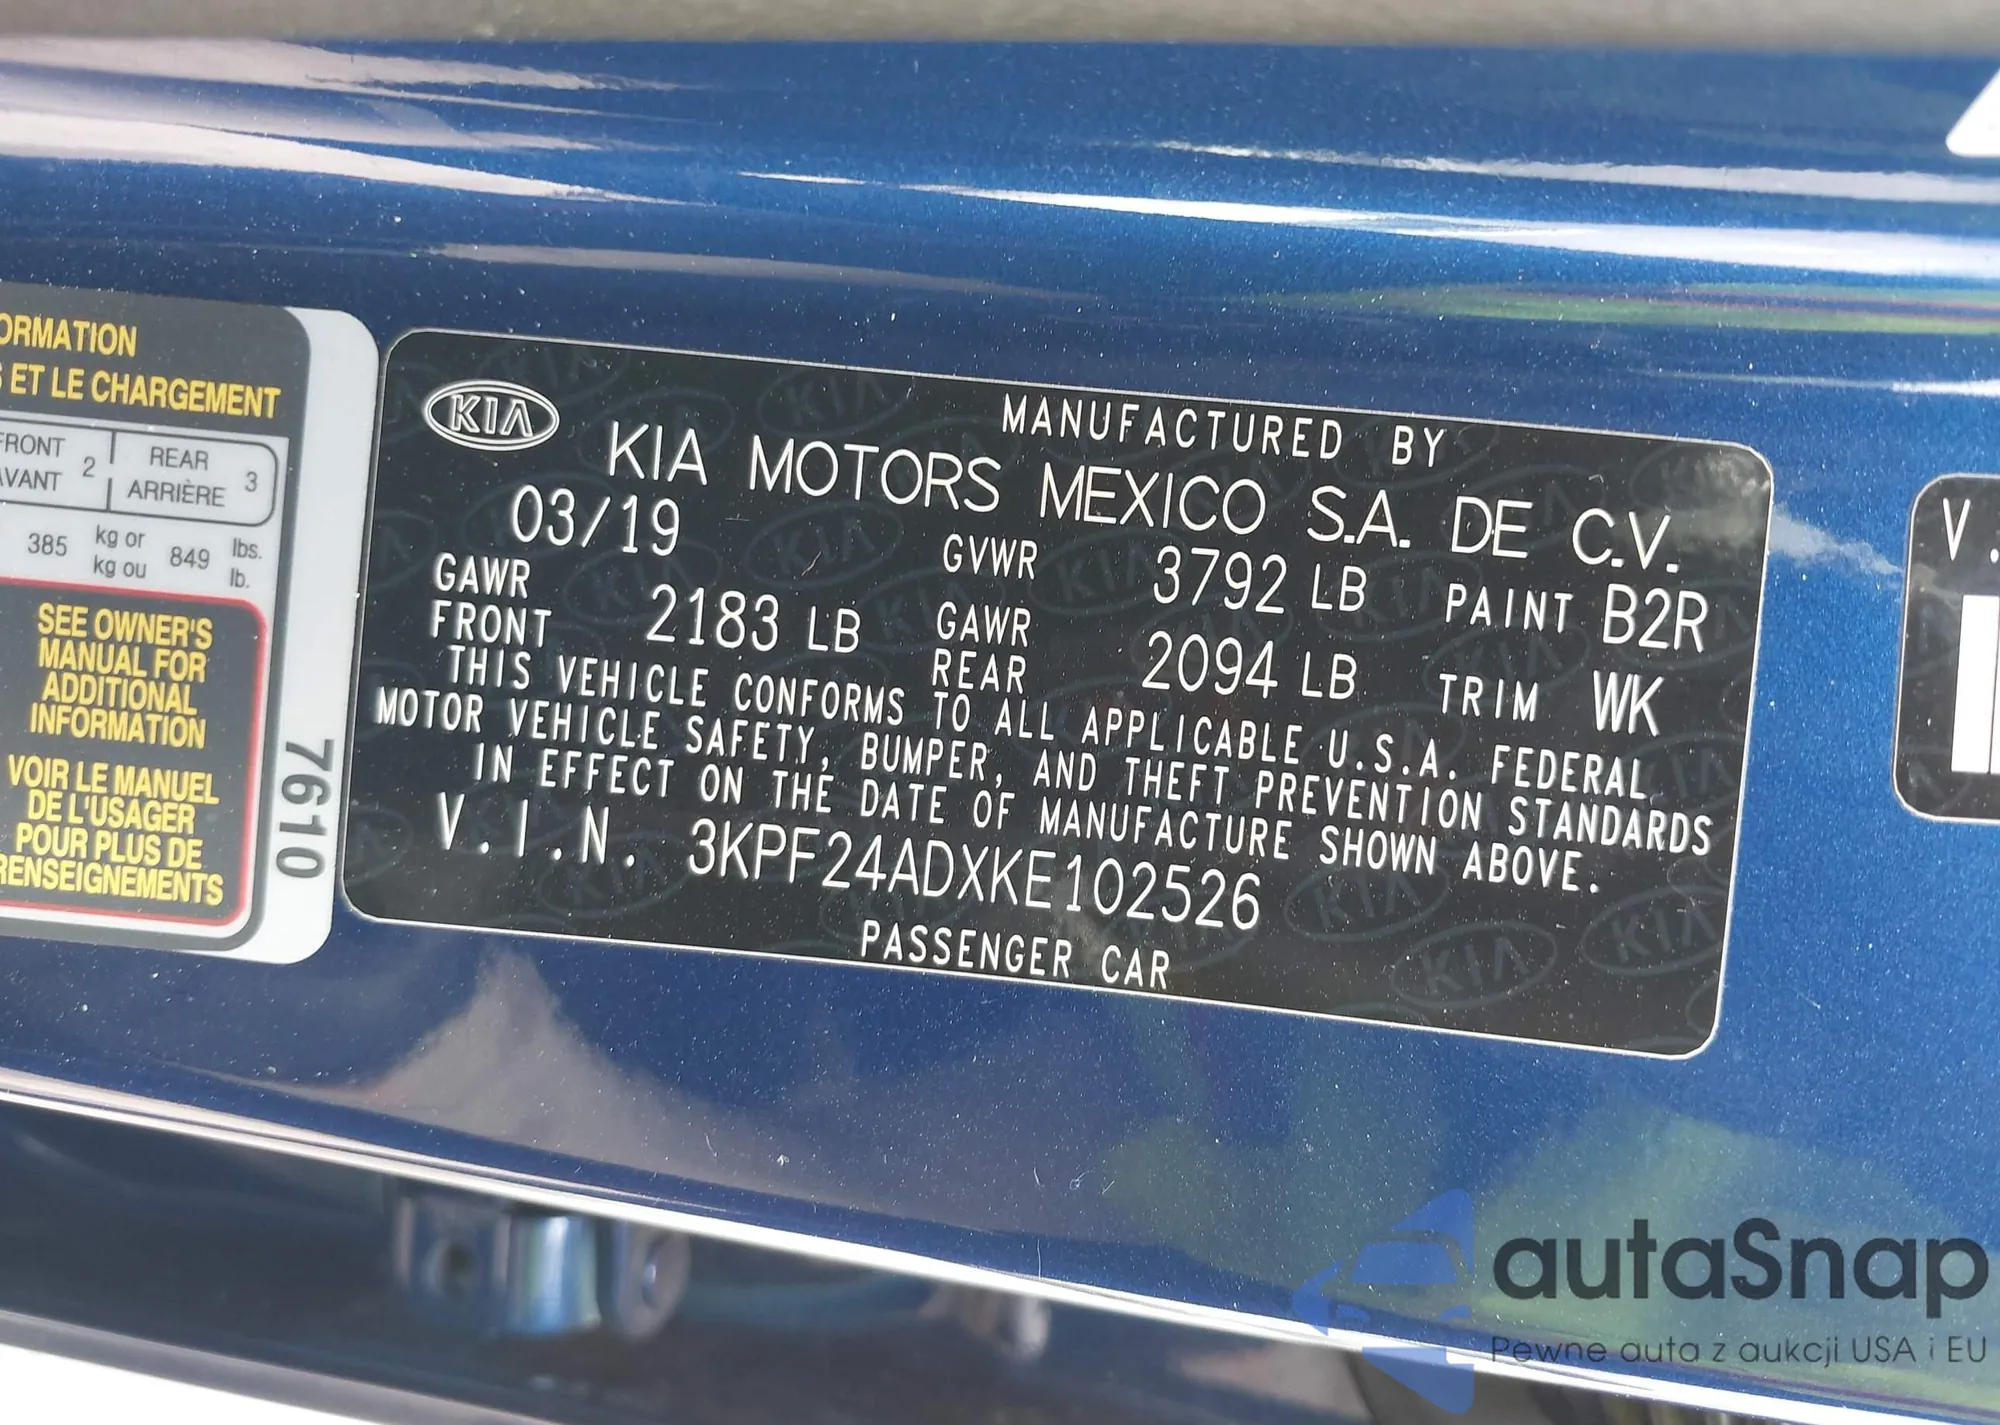 ORMATION
S ET LE CHARGEMENT
FRONT
AVANT 2
REAR
ARRIÈRE 3
385 kg or
kg ou 849 lbs.
lb.
SEE OWNER'S
MANUAL FOR
ADDITIONAL
INFORMATION
VOIR LE MANUEL
DE L'USAGER
POUR PLUS DE
RENSEIGNEMENTS
7610
KIA
MANUFACTURED BY
KIA MOTORS MEXICO S.A. DE C.V.
03/19 GVWR 3792 LB PAINT B2R
GAWR
FRONT 2183 LB GAWR
REAR 2094 LB TRIM WK
THIS VEHICLE CONFORMS TO ALL APPLICABLE U.S.A. FEDERAL
MOTOR VEHICLE SAFETY, BUMPER, AND THEFT PREVENTION STANDARDS
IN EFFECT ON THE DATE OF MANUFACTURE SHOWN ABOVE.
V.I.N. 3KPF24ADXKE102526
PASSENGER CAR
V.
autaSnap
Pewne auta z aukcji USA i EU